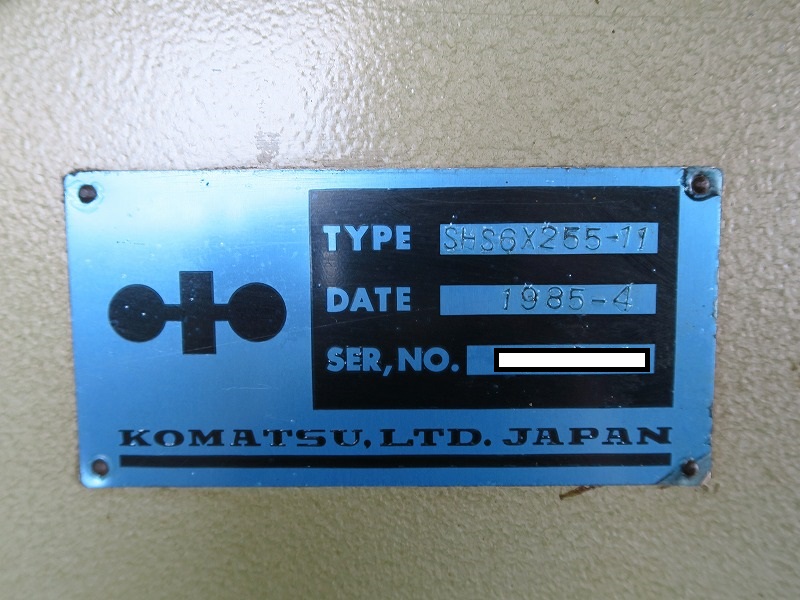 TYPE SHS6X255-11
DATE 1985-4
SER, NO.
KOMATSU, LTD. JAPAN